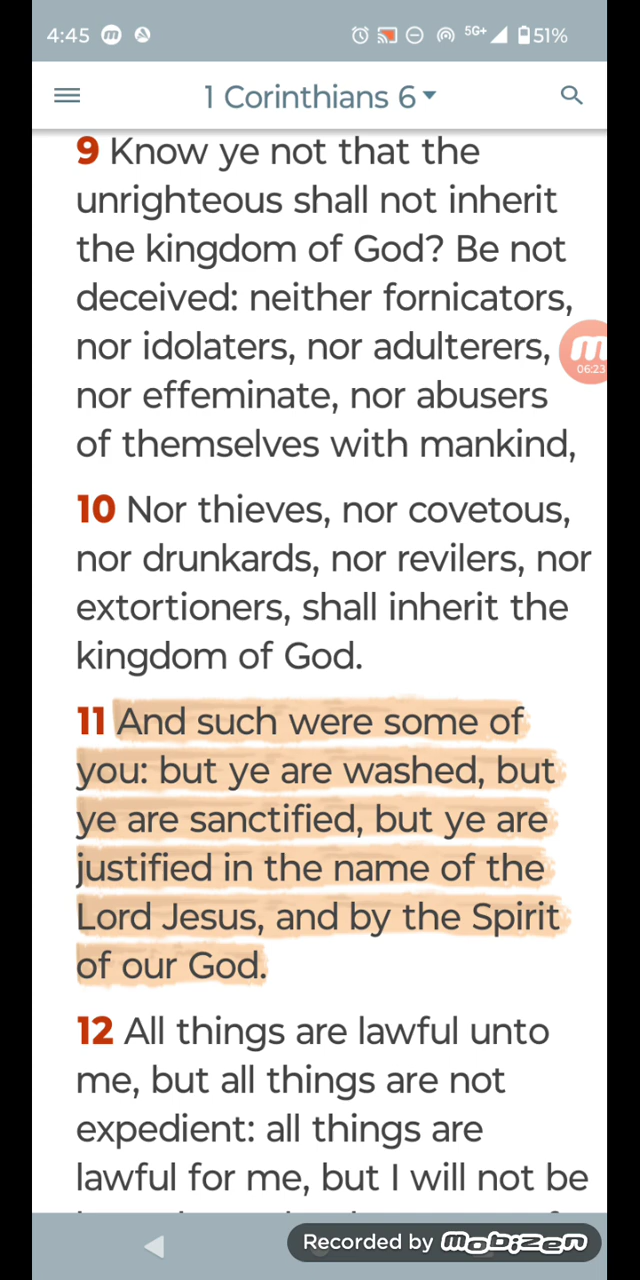 4:45 m 5G+ 51%
1 Corinthians 6
9 Know ye not that the
unrighteous shall not inherit
the kingdom of God? Be not
deceived: neither fornicators,
nor idolaters, nor adulterers,
m
06:23
nor effeminate, nor abusers
of themselves with mankind,
10 Nor thieves, nor covetous,
nor drunkards, nor revilers, nor
extortioners, shall inherit the
kingdom of God.
11 And such were some of
you: but ye are washed, but
ye are sanctified, but ye are
justified in the name of the
Lord Jesus, and by the Spirit
of our God.
12 All things are lawful unto
me, but all things are not
expedient: all things are
lawful for me, but I will not be
Recorded by mobizen